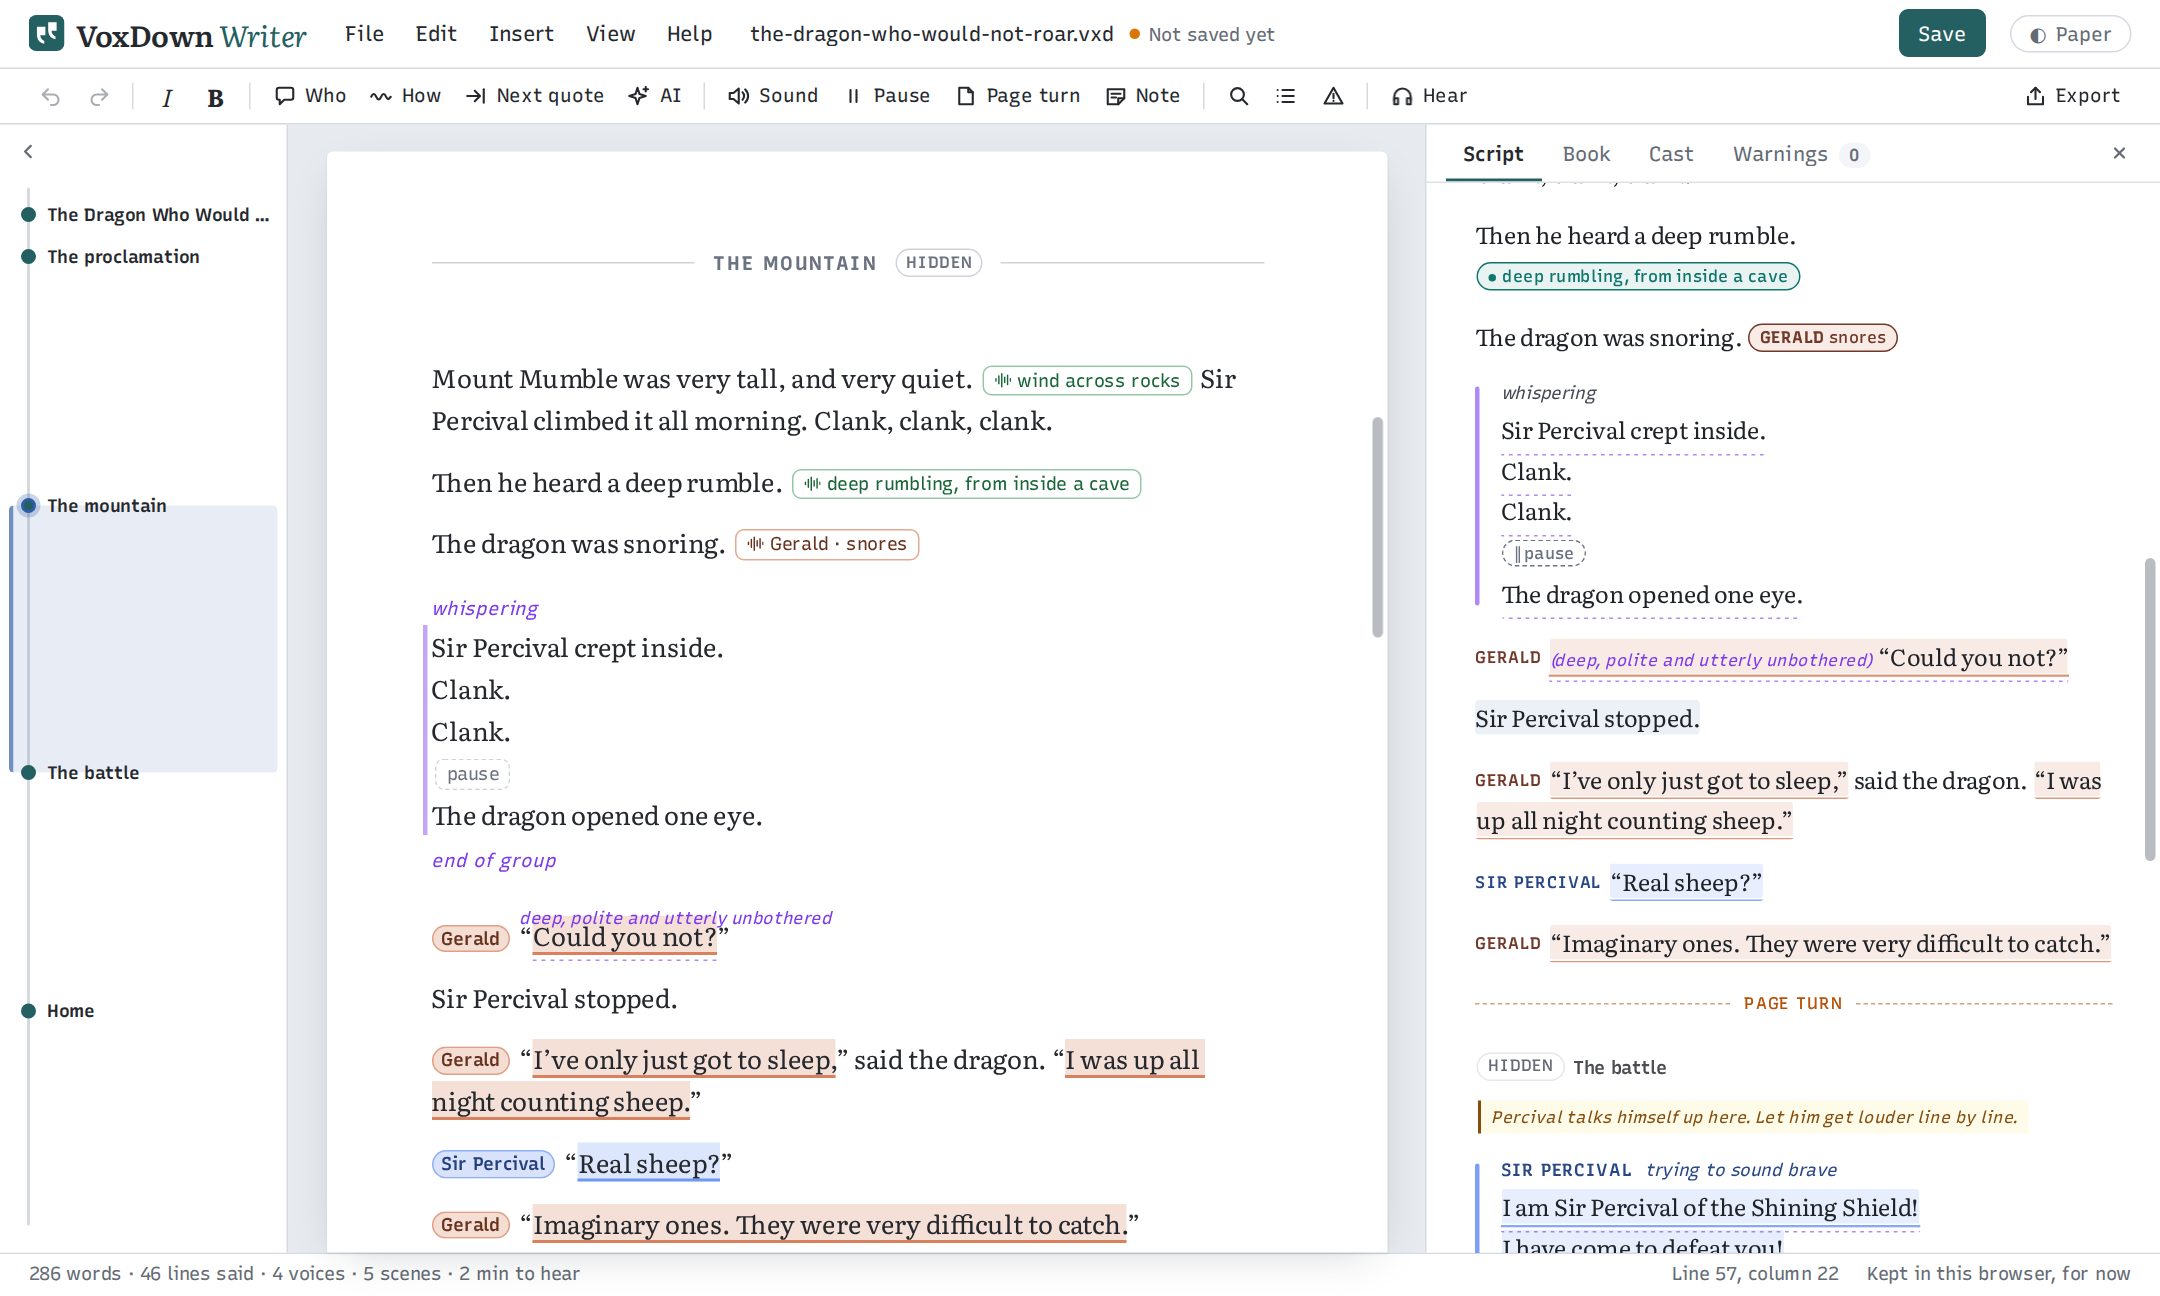 VoxDown Writer File Edit Insert View Help the-dragon-who-would-not-roar.vxd Not saved yet Save Paper
I B Who How Next quote AI Sound Pause Page turn Note Hear Export
The Dragon Who Would ...
The proclamation
The mountain
The battle
Home
THE MOUNTAIN HIDDEN
Mount Mumble was very tall, and very quiet. wind across rocks Sir
Percival climbed it all morning. Clank, clank, clank.
Then he heard a deep rumble. deep rumbling, from inside a cave
The dragon was snoring. Gerald · snores
whispering
Sir Percival crept inside.
Clank.
Clank.
pause
The dragon opened one eye.
end of group
deep, polite and utterly unbothered
Gerald “Could you not?”
Sir Percival stopped.
Gerald “I’ve only just got to sleep,” said the dragon. “I was up all
night counting sheep.”
Sir Percival “Real sheep?”
Gerald “Imaginary ones. They were very difficult to catch.”
Script Book Cast Warnings 0
Then he heard a deep rumble.
deep rumbling, from inside a cave
The dragon was snoring. GERALD snores
whispering
Sir Percival crept inside.
Clank.
Clank.
pause
The dragon opened one eye.
GERALD (deep, polite and utterly unbothered) “Could you not?”
Sir Percival stopped.
GERALD “I’ve only just got to sleep,” said the dragon. “I was
up all night counting sheep.”
SIR PERCIVAL “Real sheep?”
GERALD “Imaginary ones. They were very difficult to catch.”
PAGE TURN
HIDDEN The battle
Percival talks himself up here. Let him get louder line by line.
SIR PERCIVAL trying to sound brave
I am Sir Percival of the Shining Shield!
I have come to defeat you!
286 words · 46 lines said · 4 voices · 5 scenes · 2 min to hear
Line 57, column 22 Kept in this browser, for now